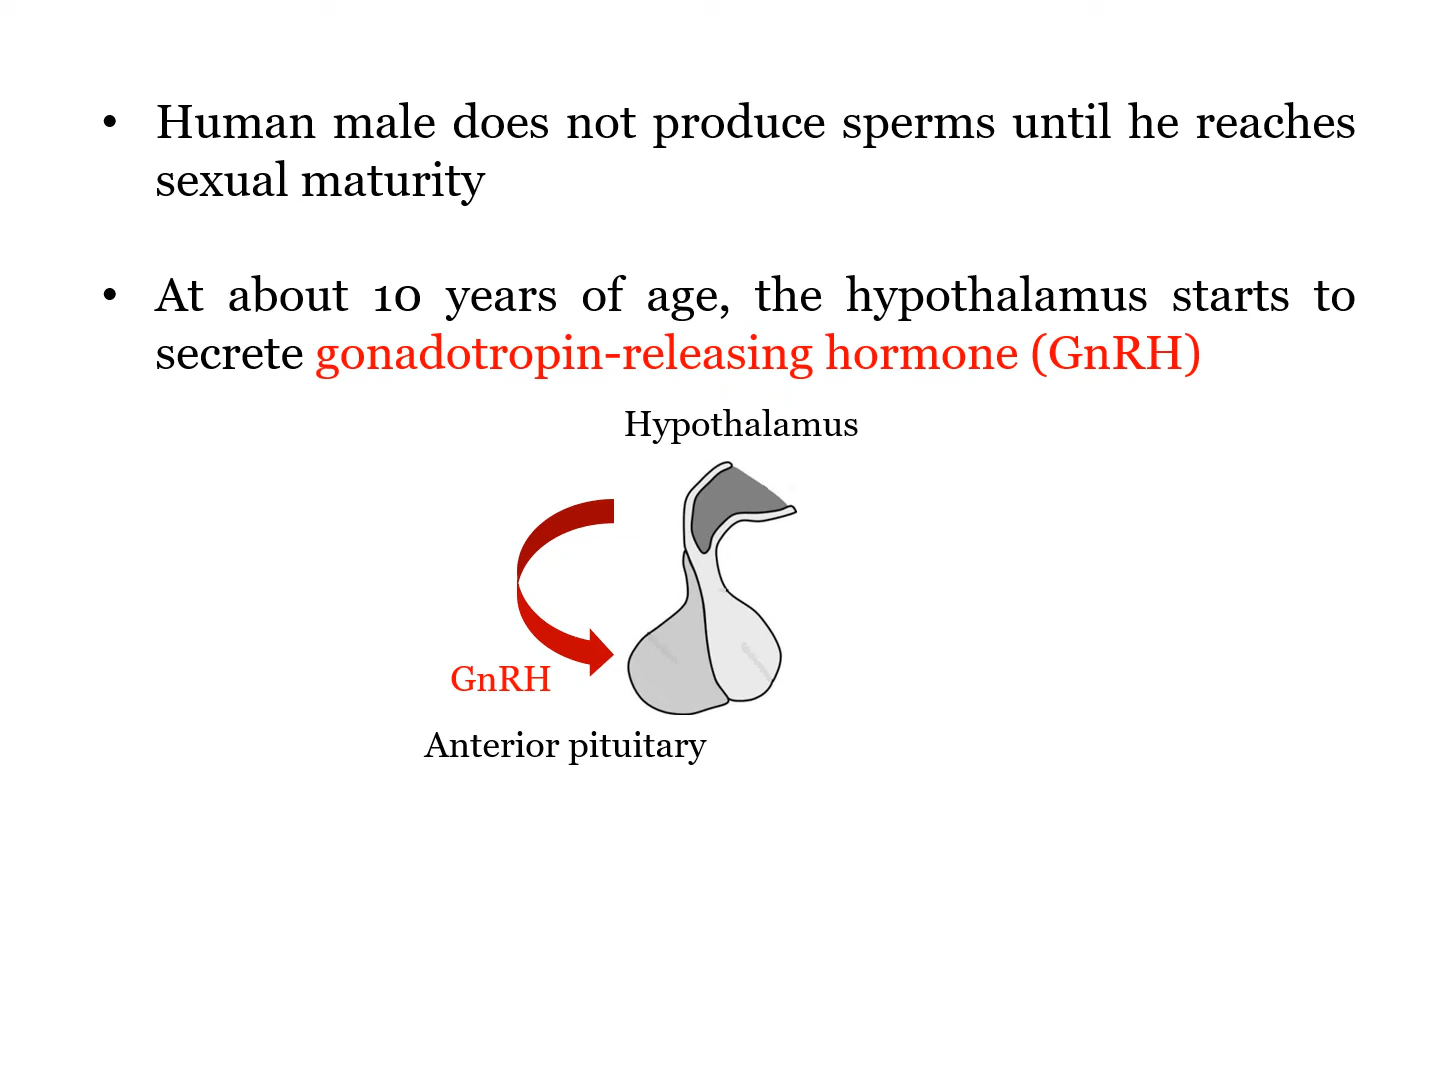 • Human male does not produce sperms until he reaches
sexual maturity
• At about 10 years of age, the hypothalamus starts to
secrete gonadotropin-releasing hormone (GnRH)
Hypothalamus
GnRH
Anterior pituitary